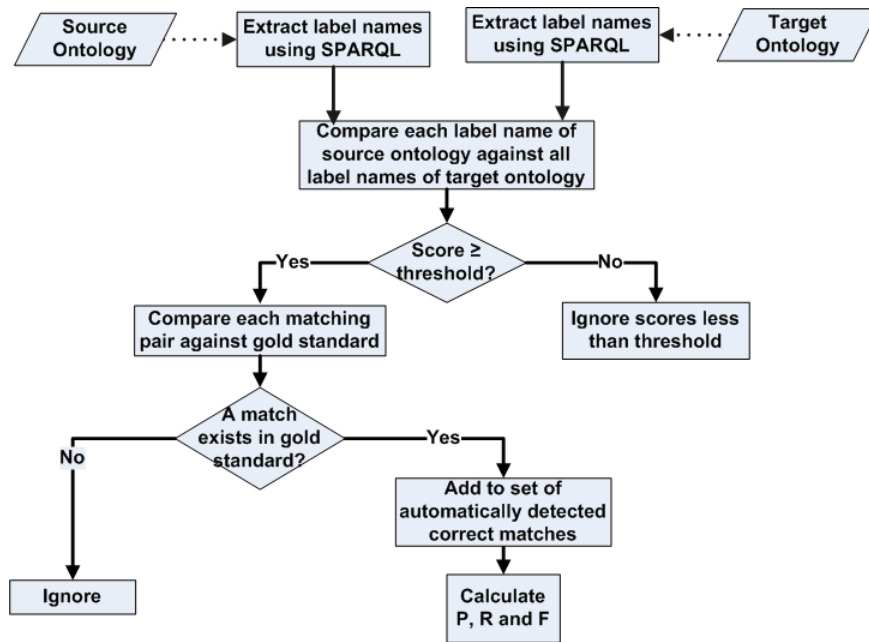 Source
Ontology
Extract label names
using SPARQL
Extract label names
using SPARQL
Target
Ontology
Compare each label name of
source ontology against all
label names of target ontology
Score ≥
threshold?
Yes
No
Compare each matching
pair against gold standard
Ignore scores less
than threshold
A match
exists in gold
standard?
No
Yes
Add to set of
automatically detected
correct matches
Ignore
Calculate
P, R and F